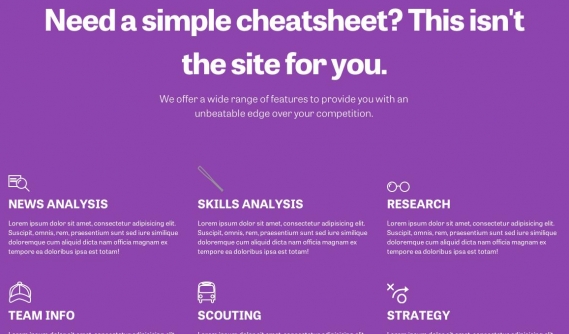 Need a simple cheatsheet? This isn't
the site for you.
We offer a wide range of features to provide you with an
unbeatable edge over your competition.
NEWS ANALYSIS
Lorem ipsum dolor sit amet, consectetur adipisicing elit.
Suscipit, omnis, rem, praesentium sunt sed iure similique
doloremque cum aliquid dicta nam officia magnam ex
tempore ea doloribus ipsa est totam!
SKILLS ANALYSIS
Lorem ipsum dolor sit amet, consectetur adipisicing elit.
Suscipit, omnis, rem, praesentium sunt sed iure similique
doloremque cum aliquid dicta nam officia magnam ex
tempore ea doloribus ipsa est totam!
RESEARCH
Lorem ipsum dolor sit amet, consectetur adipisicing elit.
Suscipit, omnis, rem, praesentium sunt sed iure similique
doloremque cum aliquid dicta nam officia magnam ex
tempore ea doloribus ipsa est totam!
TEAM INFO
SCOUTING
STRATEGY